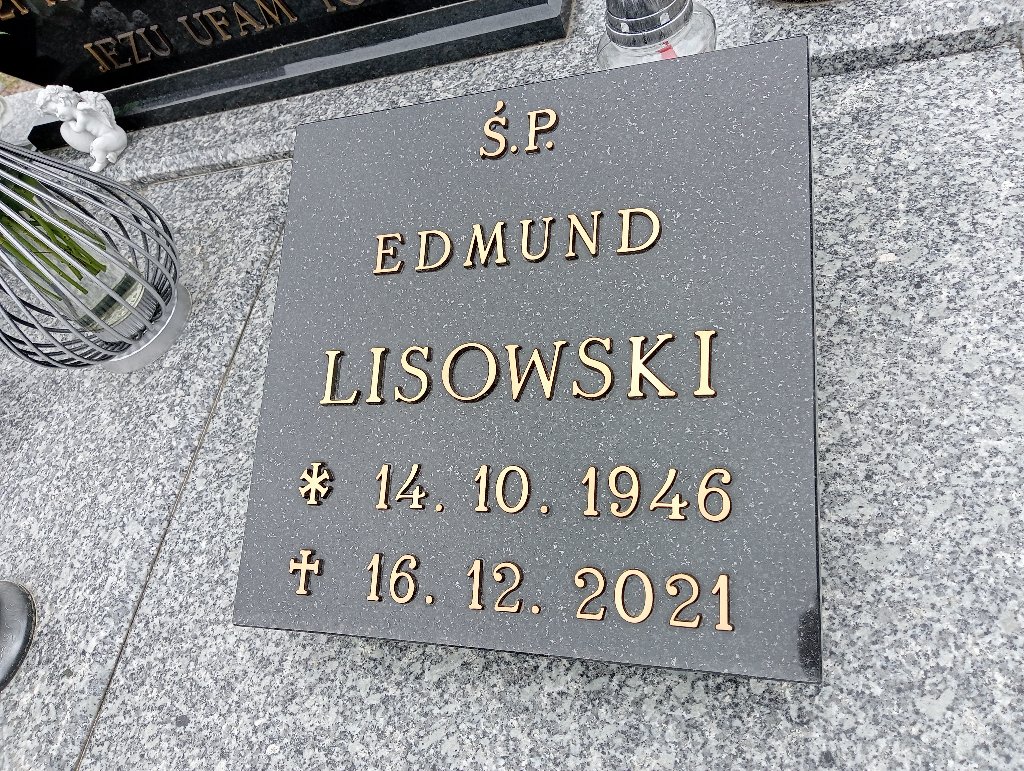 JEZU UFAM
Ś.P.
EDMUND
LISOWSKI
* 14. 10. 1946
✝ 16. 12. 2021